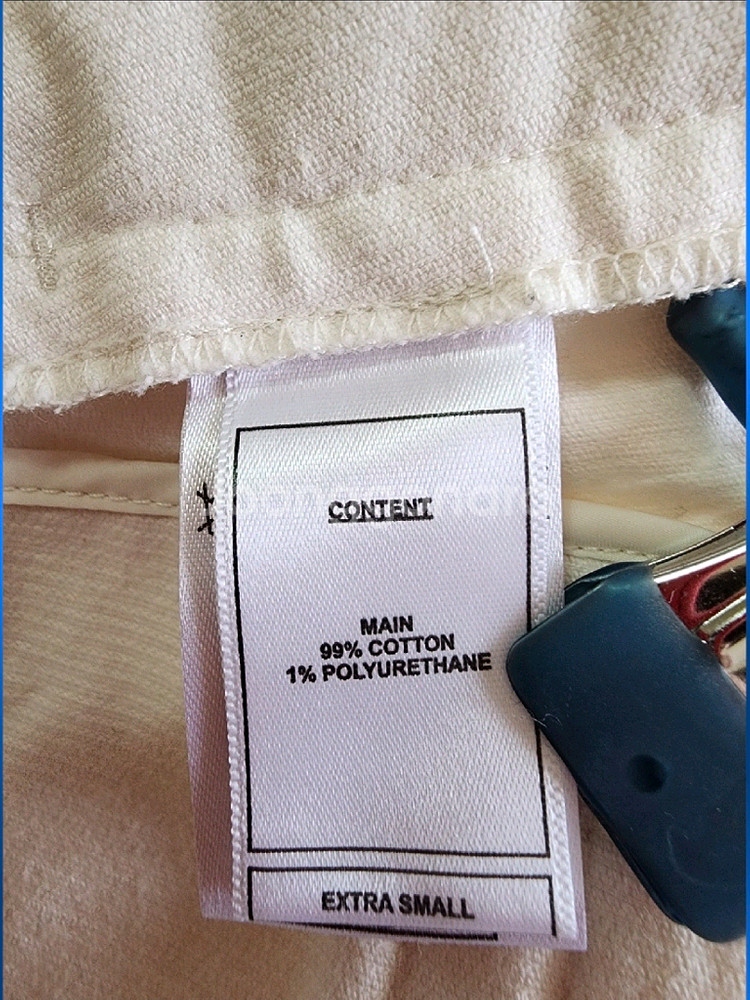 CONTENT
MAIN
99% COTTON
1% POLYURETHANE
EXTRA SMALL